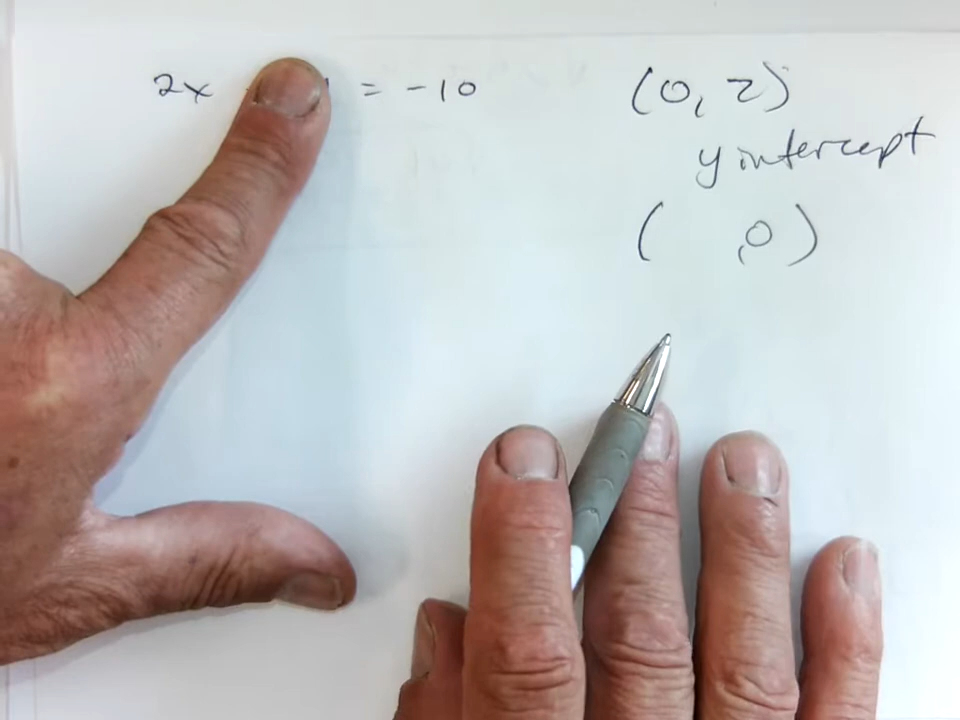 2x = -10
(0, 2)
y intercept
( ,0)